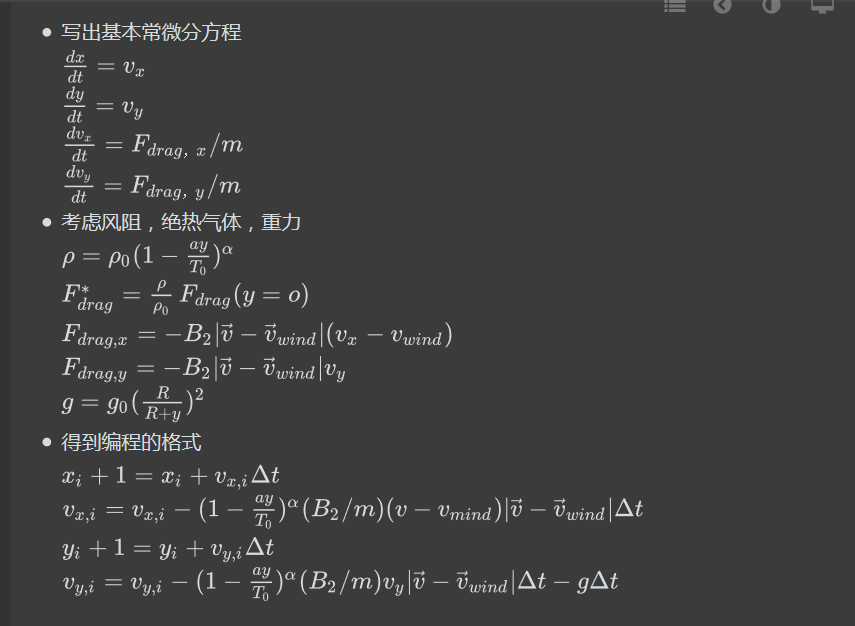 • 写出基本常微分方程
\frac{dx}{dt} = v_x
\frac{dy}{dt} = v_y
\frac{dv_x}{dt} = F_{drag，x}/m
\frac{dv_y}{dt} = F_{drag，y}/m
• 考虑风阻，绝热气体，重力
\rho = \rho_0(1 - \frac{ay}{T_0})^\alpha
F^*_{drag} = \frac{\rho}{\rho_0} F_{drag}(y = o)
F_{drag,x} = -B_2|\vec{v} - \vec{v}_{wind}|(v_x - v_{wind})
F_{drag,y} = -B_2|\vec{v} - \vec{v}_{wind}|v_y
g = g_0(\frac{R}{R+y})^2
• 得到编程的格式
x_i + 1 = x_i + v_{x,i}\Delta t
v_{x,i} = v_{x,i} - (1 - \frac{ay}{T_0})^\alpha(B_2/m)(v - v_{mind})|\vec{v} - \vec{v}_{wind}|\Delta t
y_i + 1 = y_i + v_{y,i}\Delta t
v_{y,i} = v_{y,i} - (1 - \frac{ay}{T_0})^\alpha(B_2/m)v_y|\vec{v} - \vec{v}_{wind}|\Delta t - g\Delta t